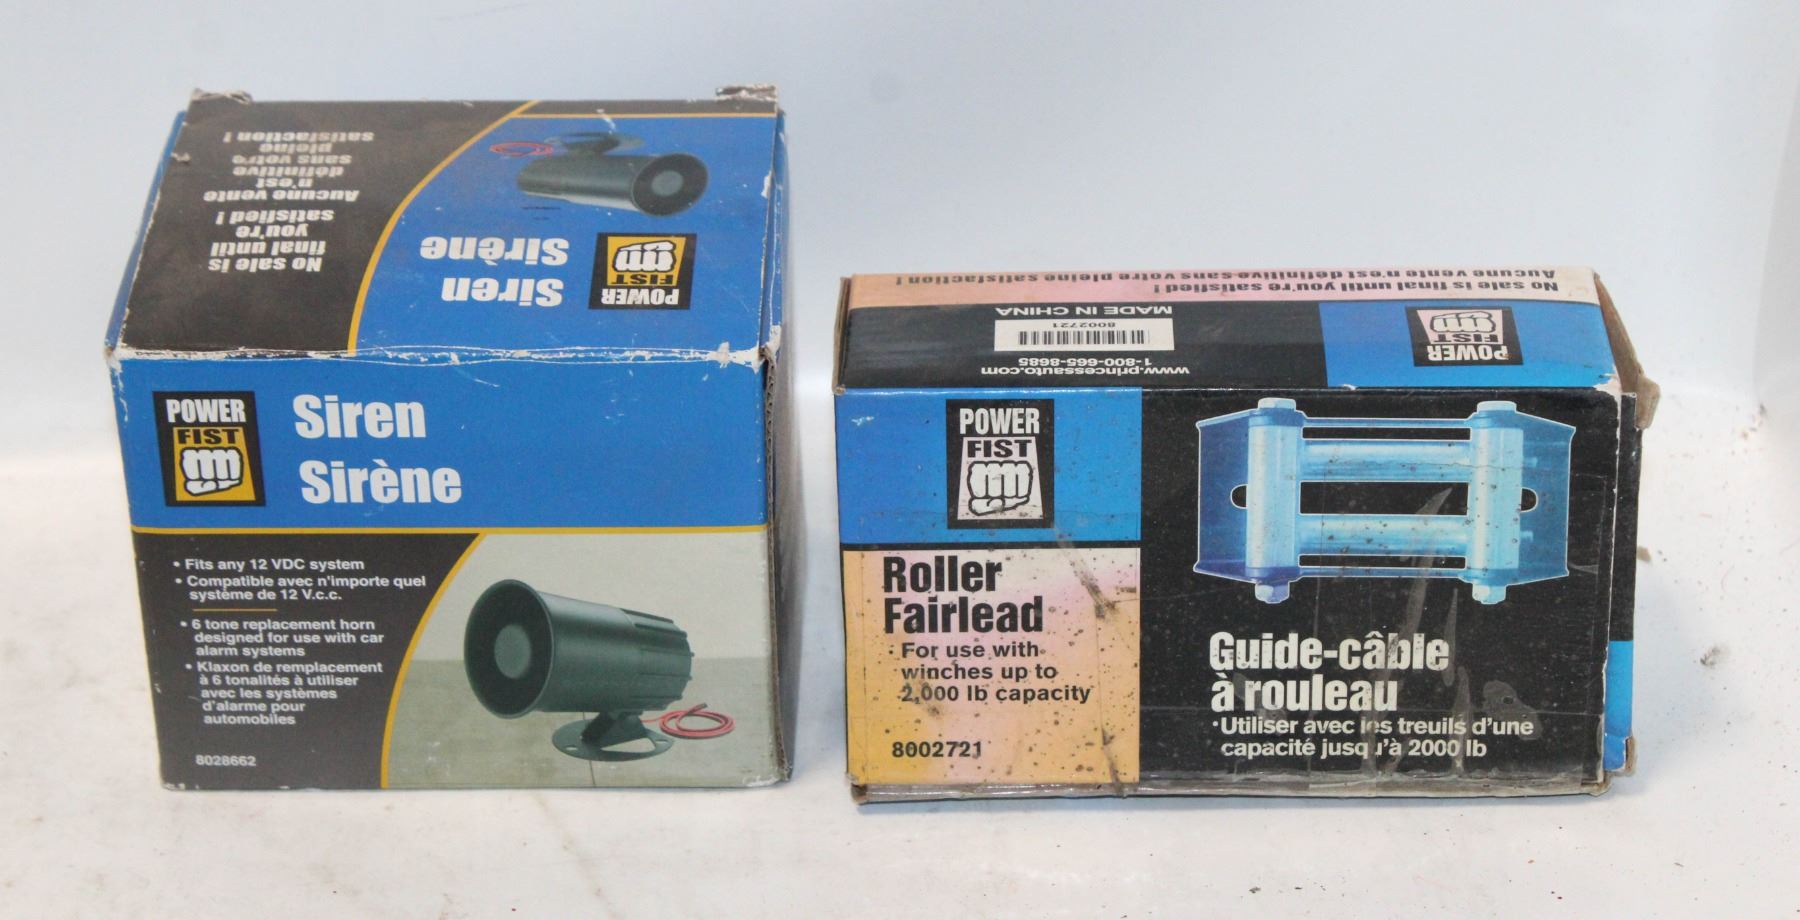 No sale is
final until
you're
satisfied !
Aucune vente
n'est
définitive
sans votre
pleine
satisfaction !
POWER
FIST
Siren
Sirène
POWER
FIST
Siren
Sirène
• Fits any 12 VDC system
• Compatible avec n'importe quel
système de 12 V.c.c.
• 6 tone replacement horn
designed for use with car
alarm systems
• Klaxon de remplacement
à 6 tonalités à utiliser
avec les systèmes
d'alarme pour
automobiles
8028662
No sale is final until you're satisfied !
Aucune vente n'est définitive sans votre pleine satisfaction !
POWER
FIST
www.princessauto.com
1-800-665-8685
8002721
MADE IN CHINA
POWER
FIST
Roller
Fairlead
· For use with
winches up to
2,000 lb capacity
8002721
Guide-câble
à rouleau
·Utiliser avec les treuils d'une
capacité jusqu'à 2000 lb